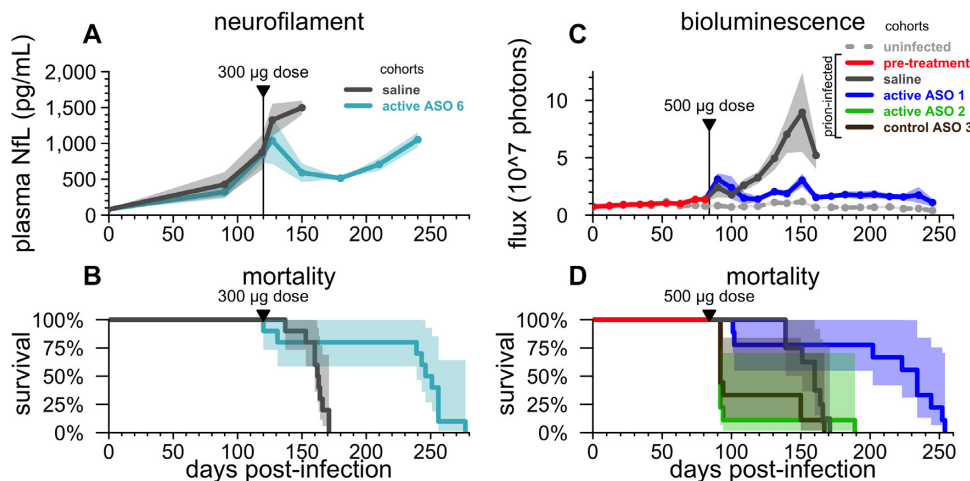 neurofilament
A
300 µg dose
cohorts
saline
active ASO 6
plasma NfL (pg/mL)
2,000
1,500
1,000
500
0
0 50 100 150 200 250
bioluminescence
C
500 µg dose
cohorts
uninfected
pre-treatment
saline
active ASO 1
active ASO 2
control ASO 3
prion-infected
flux (10^7 photons)
10
5
0
0 50 100 150 200 250
mortality
B
300 µg dose
survival
100%
75%
50%
25%
0%
0 50 100 150 200 250
days post-infection
mortality
D
500 µg dose
survival
100%
75%
50%
25%
0%
0 50 100 150 200 250
days post-infection